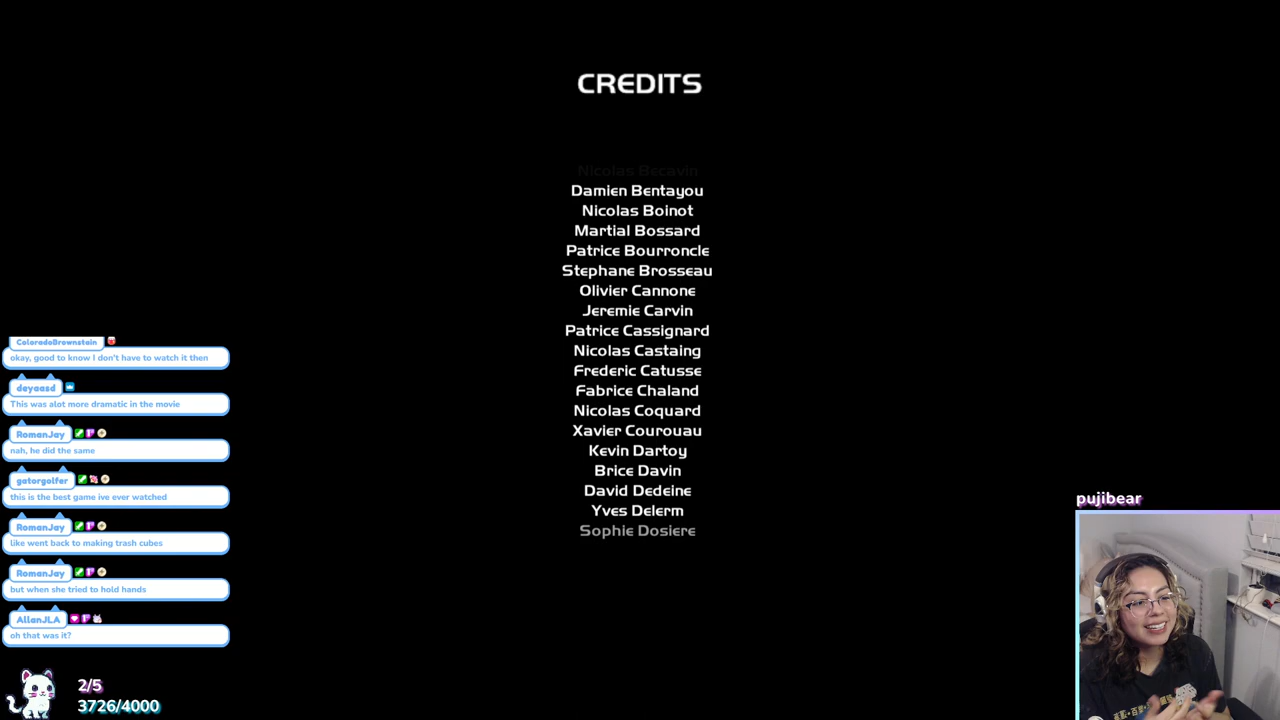 CREDITS
Nicolas Becavin
Damien Bentayou
Nicolas Boinot
Martial Bossard
Patrice Bourroncle
Stephane Brosseau
Olivier Cannone
Jeremie Carvin
Patrice Cassignard
Nicolas Castaing
Frederic Catusse
Fabrice Chaland
Nicolas Coquard
Xavier Courouau
Kevin Dartoy
Brice Davin
David Dedeine
Yves Delerm
Sophie Dosiere
ColoradoBrownstain
okay, good to know I don't have to watch it then
deyaasd
This was alot more dramatic in the movie
RomanJay
nah, he did the same
gatorgolfer
this is the best game ive ever watched
RomanJay
like went back to making trash cubes
RomanJay
but when she tried to hold hands
AllanJLA
oh that was it?
2/5
3726/4000
pujibear